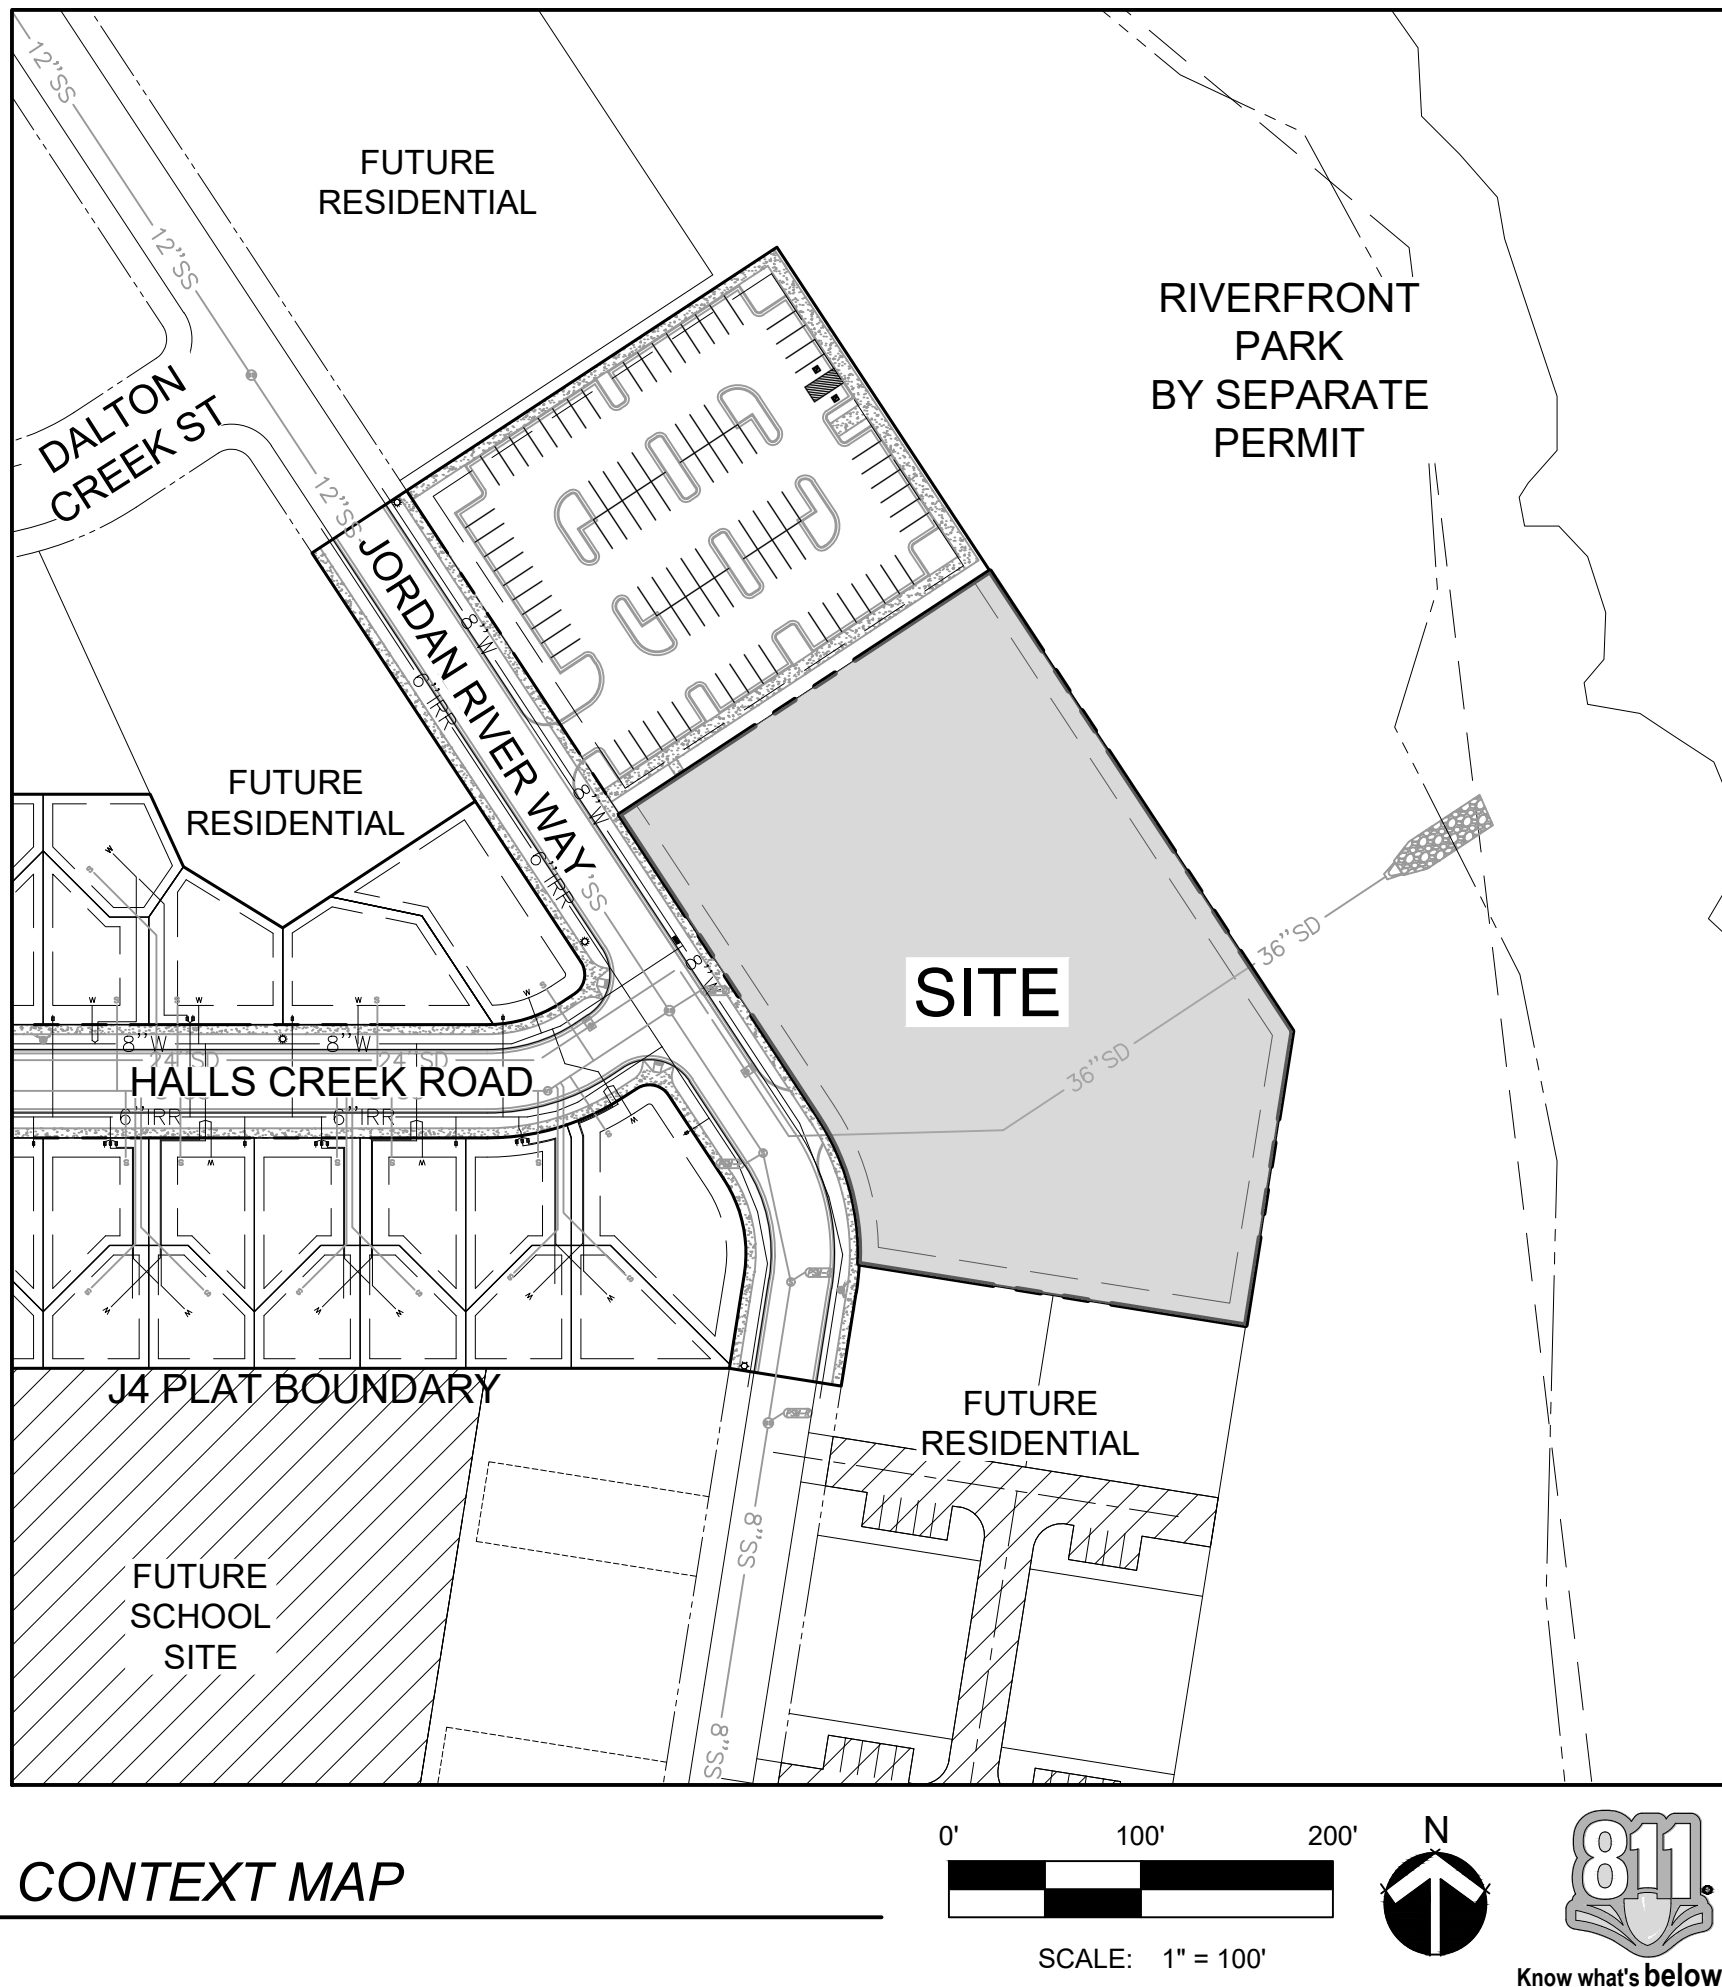 12"SS
12"SS
FUTURE
RESIDENTIAL
RIVERFRONT
PARK
BY SEPARATE
PERMIT
DALTON
CREEK ST
12"SS
JORDAN RIVER WAY
8"W
6"IRR
8"W
FUTURE
RESIDENTIAL
6"IRR
"SS
8"W
SITE
36"SD
36"SD
8"W
8"W
24"SD
24"SD
HALLS CREEK ROAD
6"IRR
6"IRR
J4 PLAT BOUNDARY
FUTURE
RESIDENTIAL
FUTURE
SCHOOL
SITE
8"SS
8"SS
CONTEXT MAP
0'
100'
200'
N
SCALE: 1" = 100'
811
Know what's below